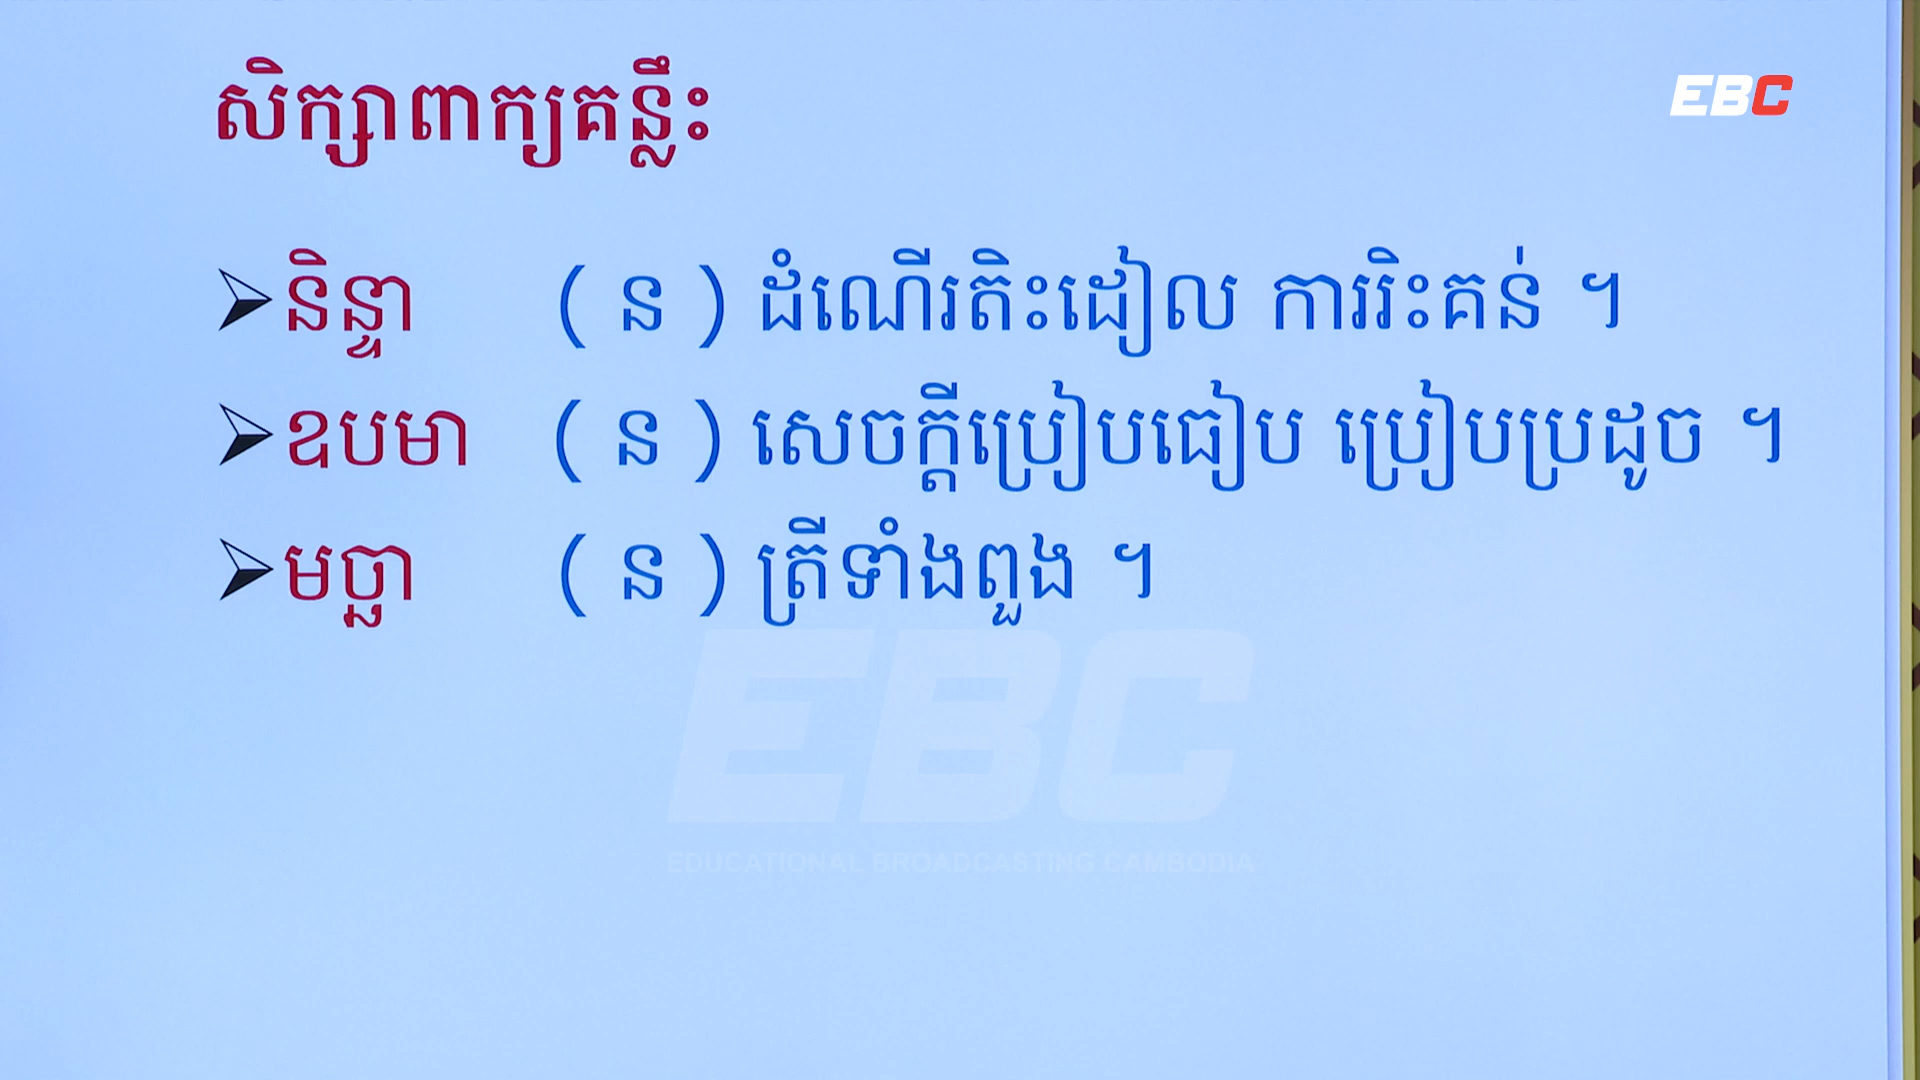 សិក្សាពាក្យគន្លឹះ
EBC
➢និន្ទា ( ន ) ដំណើរតិះដៀល ការរិះគន់ ។
➢ឧបមា ( ន ) សេចក្ដីប្រៀបធៀប ប្រៀបប្រដូច ។
➢មច្ឆា ( ន ) ត្រីទាំងពួង ។
EBC
EDUCATIONAL BROADCASTING CAMBODIA